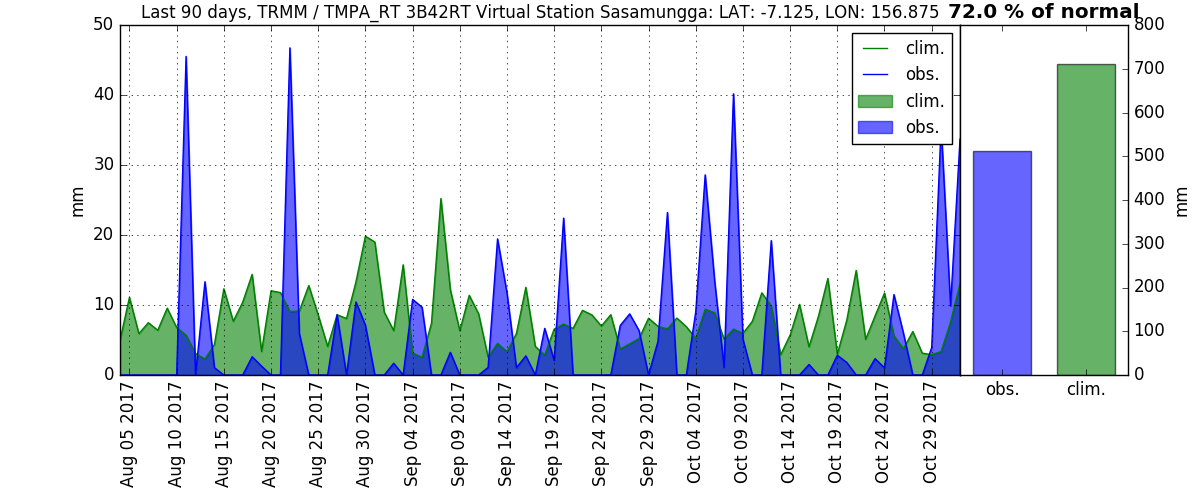 Last 90 days, TRMM / TMPA_RT 3B42RT Virtual Station Sasamungga: LAT: -7.125, LON: 156.875 72.0 % of normal
50
40
30
20
10
0
mm
clim.
obs.
clim.
obs.
800
700
600
500
400
300
200
100
0
mm
Aug 05 2017
Aug 10 2017
Aug 15 2017
Aug 20 2017
Aug 25 2017
Aug 30 2017
Sep 04 2017
Sep 09 2017
Sep 14 2017
Sep 19 2017
Sep 24 2017
Sep 29 2017
Oct 04 2017
Oct 09 2017
Oct 14 2017
Oct 19 2017
Oct 24 2017
Oct 29 2017
obs.
clim.